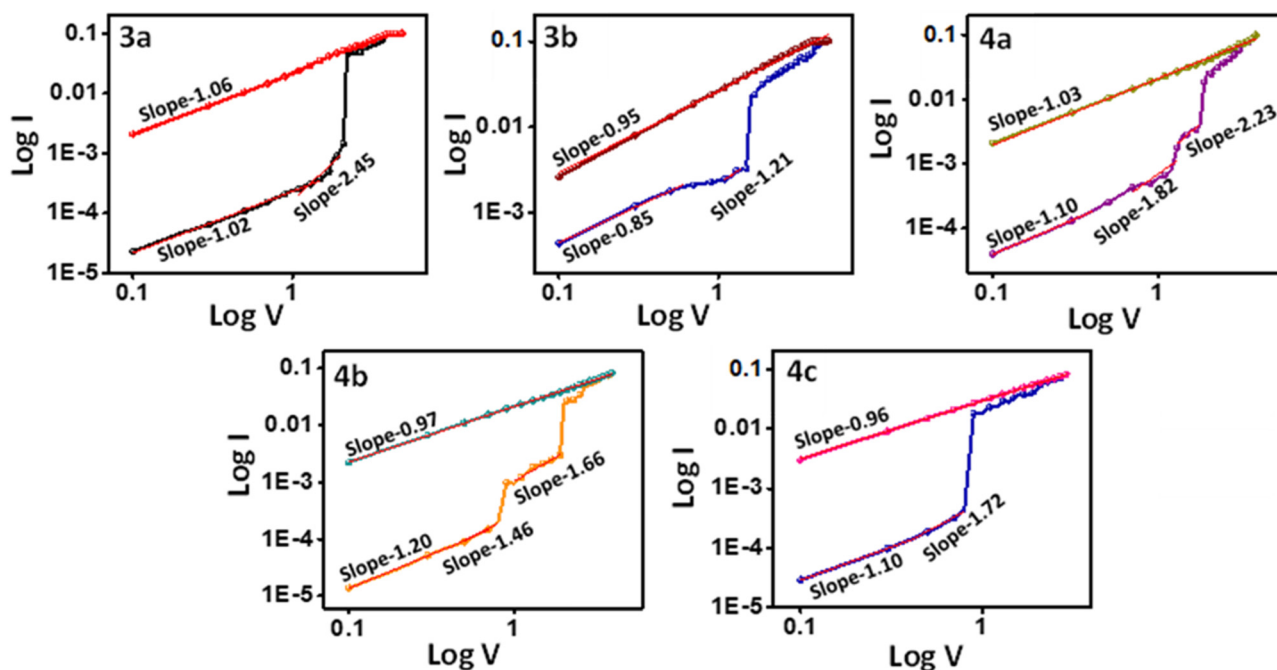 3a
0.1
0.01
1E-3
1E-4
1E-5
Log I
Slope-1.06
Slope-1.02
Slope-2.45
0.1
1
Log V
3b
0.1
0.01
1E-3
Log I
Slope-0.95
Slope-0.85
Slope-1.21
0.1
1
Log V
4a
0.1
0.01
1E-3
1E-4
Log I
Slope-1.03
Slope-1.10
Slope-1.82
Slope-2.23
0.1
1
Log V
4b
0.1
0.01
1E-3
1E-4
1E-5
Log I
Slope-0.97
Slope-1.20
Slope-1.46
Slope-1.66
0.1
1
Log V
4c
0.1
0.01
1E-3
1E-4
1E-5
Log I
Slope-0.96
Slope-1.10
Slope-1.72
0.1
1
Log V